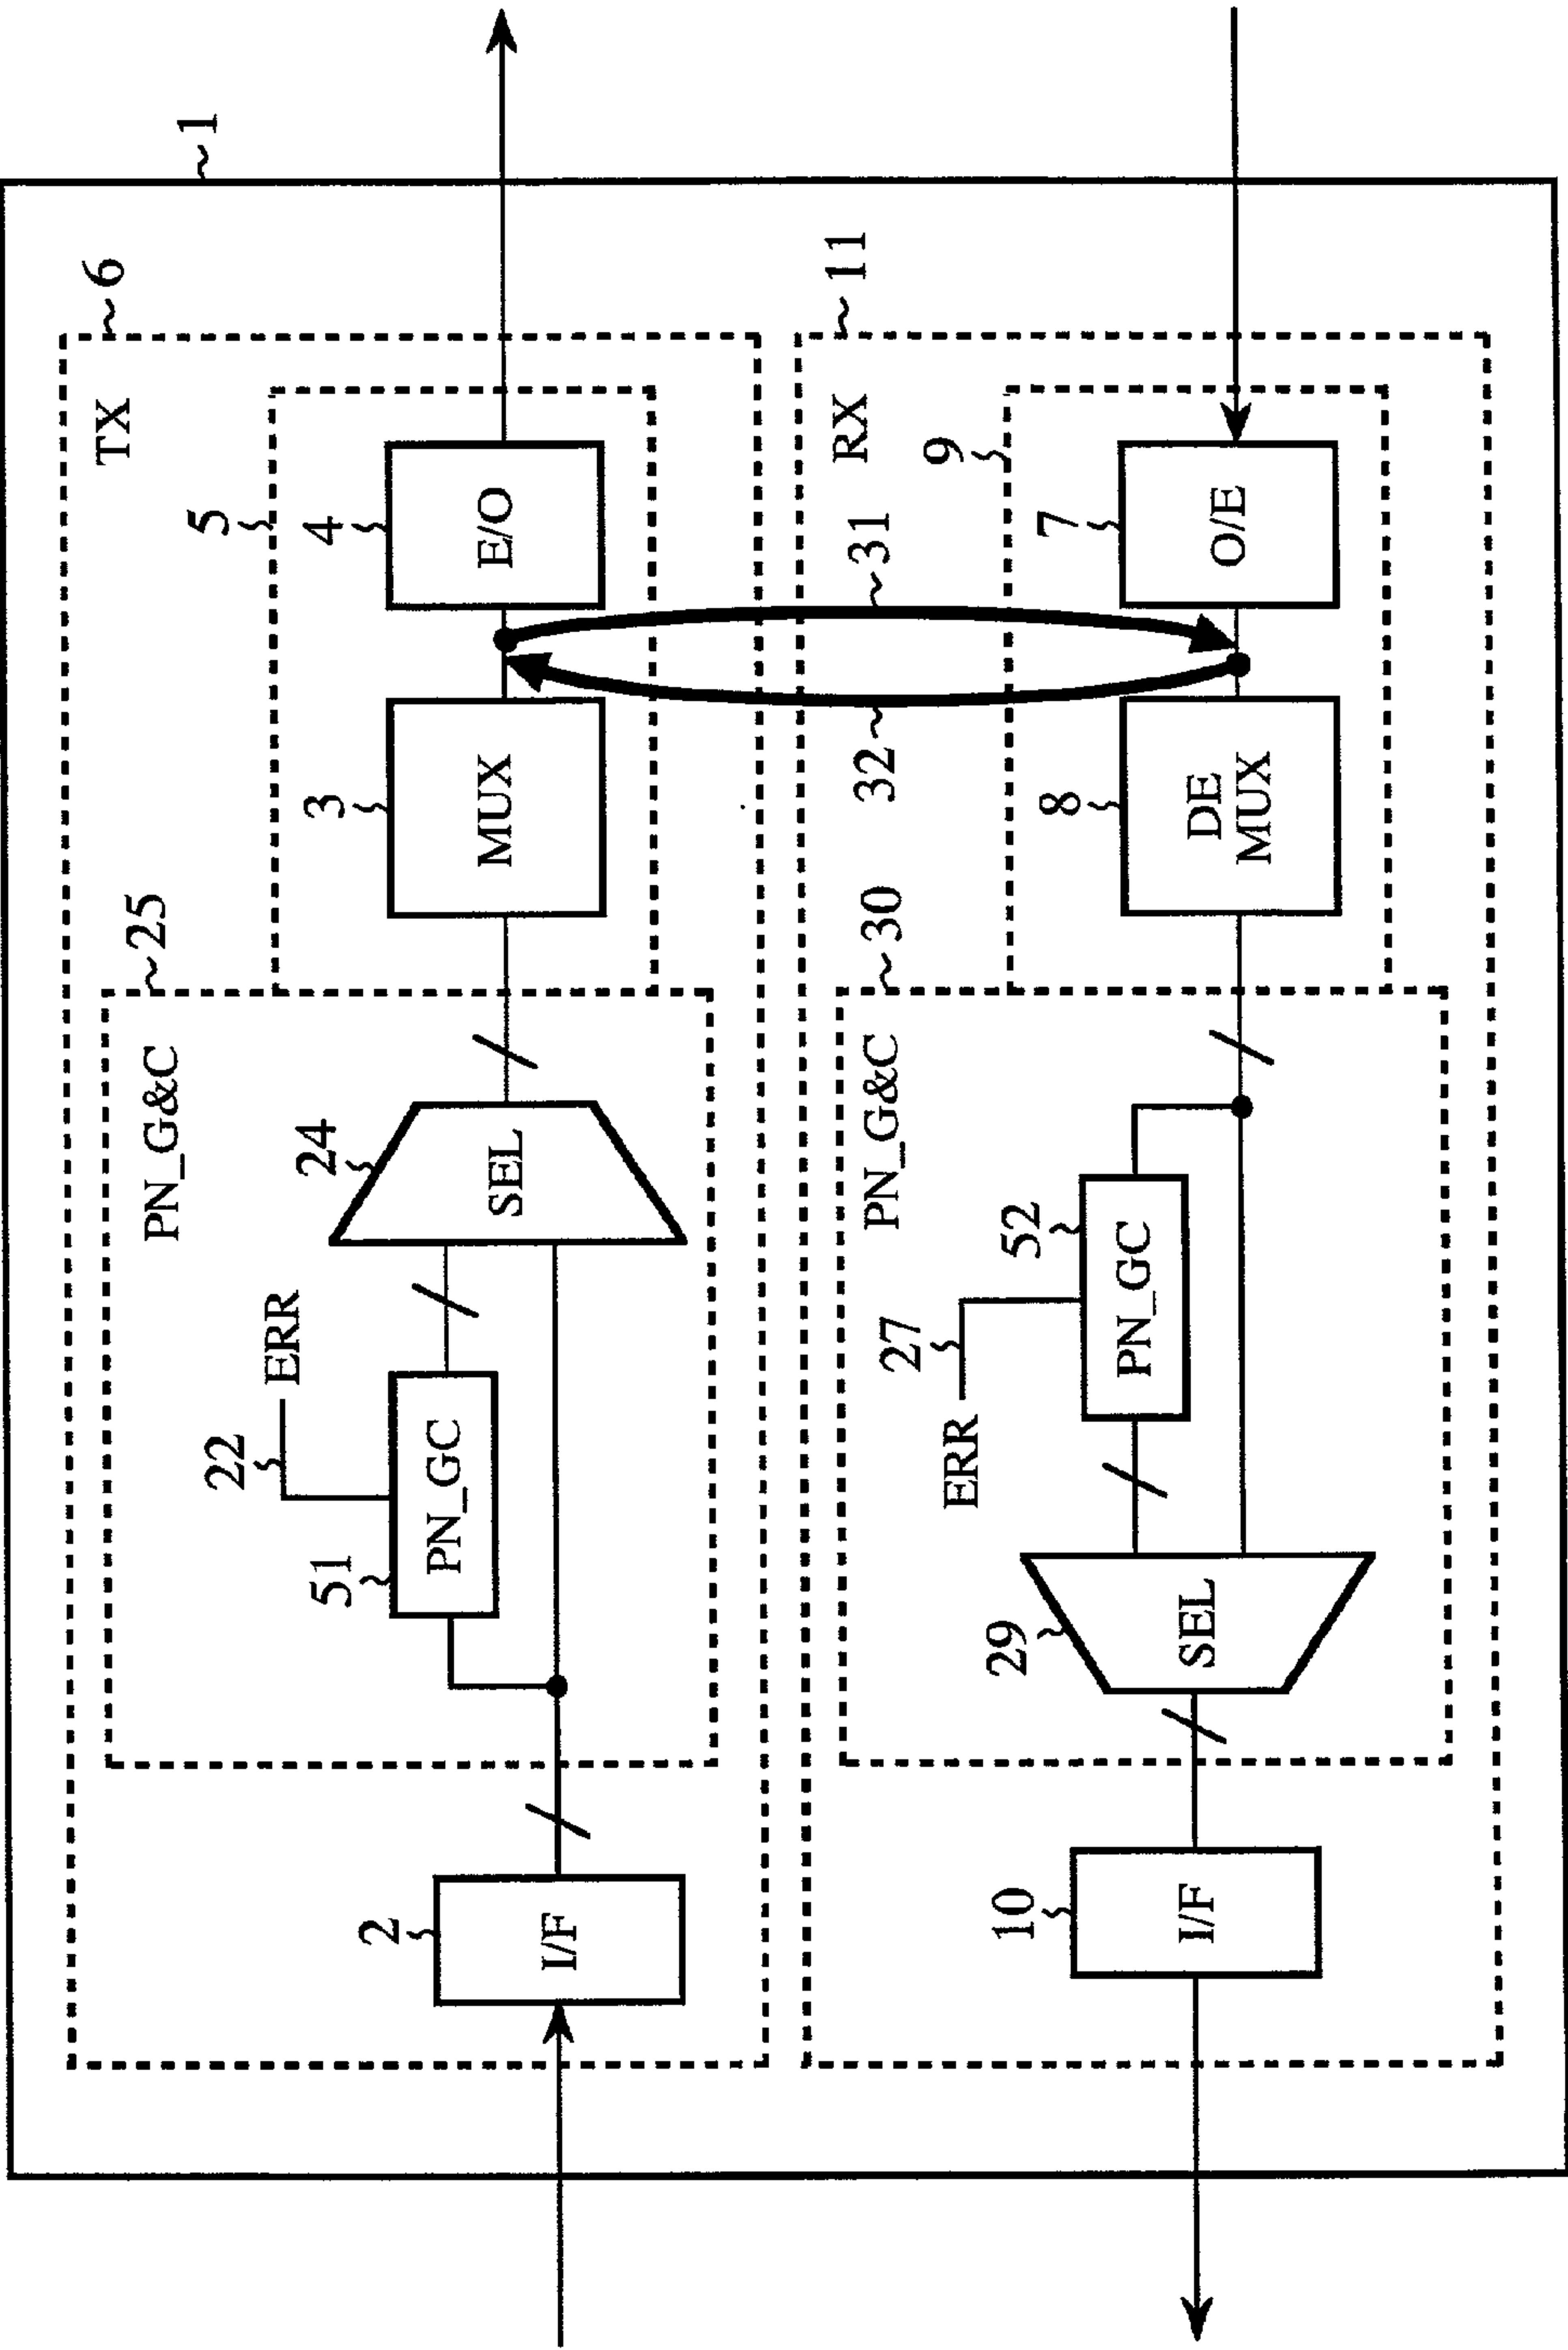 1
TX
6
PN_G&C
25
5
22
ERR
24
3
4
51
2
I/F
PN_GC
SEL
MUX
E/O
32
31
RX
11
PN_G&C
30
9
27
ERR
52
8
7
10
29
I/F
SEL
PN_GC
DE
MUX
O/E